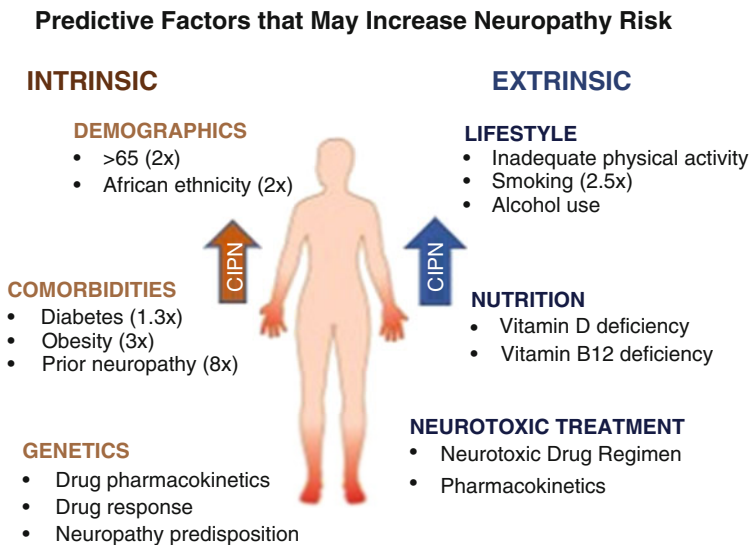 Predictive Factors that May Increase Neuropathy Risk
INTRINSIC
DEMOGRAPHICS
• >65 (2x)
• African ethnicity (2x)
CIPN
COMORBIDITIES
• Diabetes (1.3x)
• Obesity (3x)
• Prior neuropathy (8x)
GENETICS
• Drug pharmacokinetics
• Drug response
• Neuropathy predisposition
EXTRINSIC
LIFESTYLE
• Inadequate physical activity
• Smoking (2.5x)
• Alcohol use
CIPN
NUTRITION
• Vitamin D deficiency
• Vitamin B12 deficiency
NEUROTOXIC TREATMENT
• Neurotoxic Drug Regimen
• Pharmacokinetics